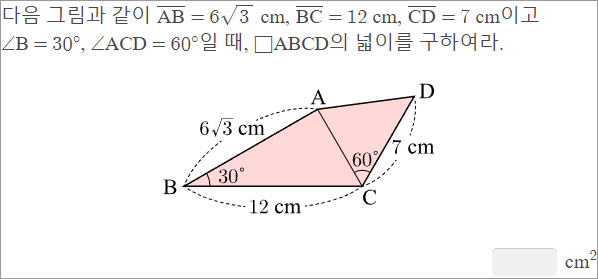 다음 그림과 같이 AB = 6√3 cm, BC = 12 cm, CD = 7 cm이고
∠B = 30°, ∠ACD = 60°일 때, □ABCD의 넓이를 구하여라.
A
D
6√3 cm
60°
7 cm
B
30°
C
12 cm
cm²